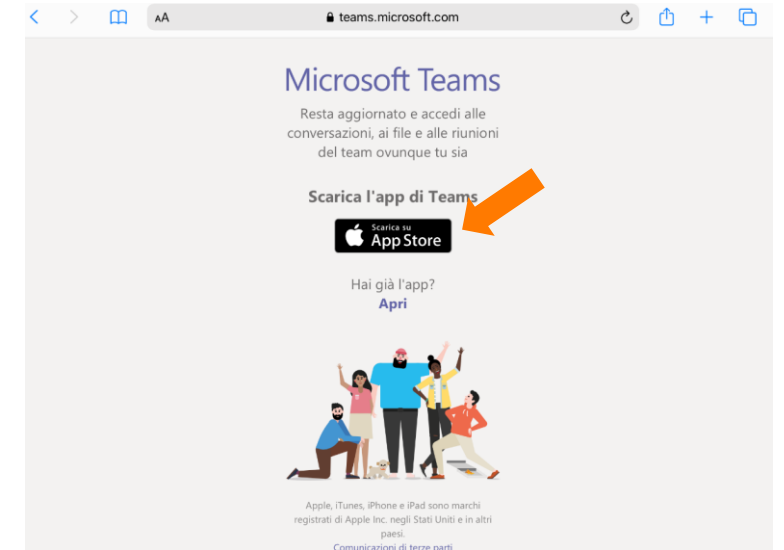 AA teams.microsoft.com
Microsoft Teams
Resta aggiornato e accedi alle
conversazioni, ai file e alle riunioni
del team ovunque tu sia
Scarica l'app di Teams
Scarica su
App Store
Hai già l'app?
Apri
Apple, iTunes, iPhone e iPad sono marchi
registrati di Apple Inc. negli Stati Uniti e in altri
paesi.
Comunicazioni di terze parti